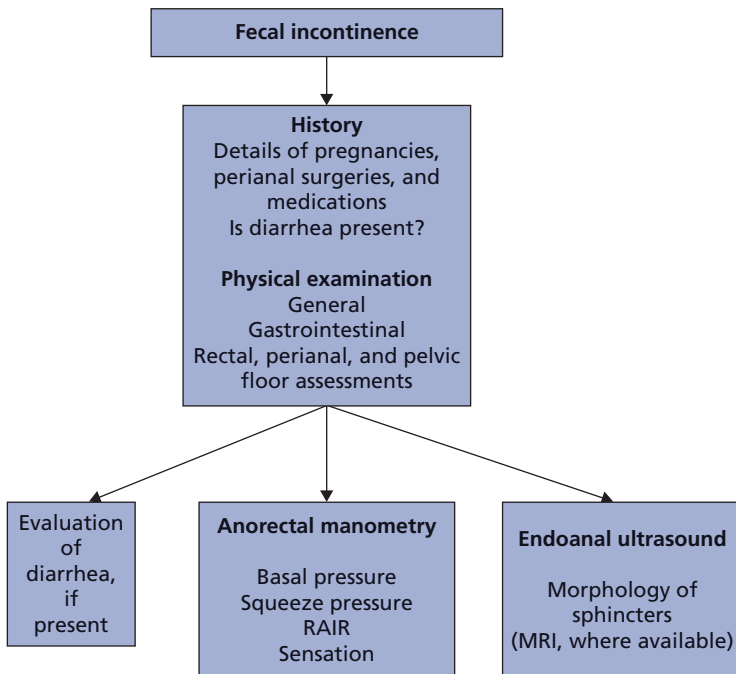 Fecal incontinence
History
Details of pregnancies,
perianal surgeries, and
medications
Is diarrhea present?
Physical examination
General
Gastrointestinal
Rectal, perianal, and pelvic
floor assessments
Evaluation
of
diarrhea,
if
present
Anorectal manometry
Basal pressure
Squeeze pressure
RAIR
Sensation
Endoanal ultrasound
Morphology of
sphincters
(MRI, where available)